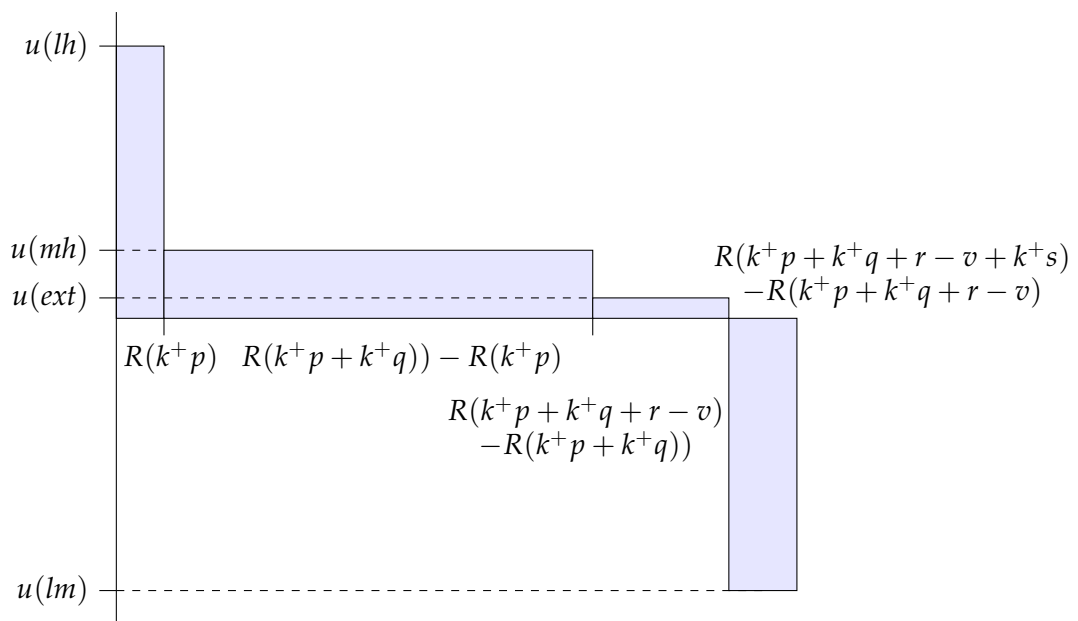 u(lh)
u(mh)
u(ext)
R(k⁺p + k⁺q + r − v + k⁺s)
−R(k⁺p + k⁺q + r − v)
R(k⁺p) R(k⁺p + k⁺q)) − R(k⁺p)
R(k⁺p + k⁺q + r − v)
−R(k⁺p + k⁺q))
u(lm)